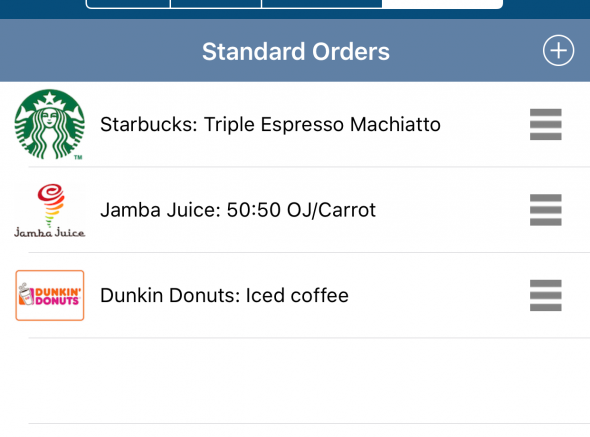 Standard Orders
TM
Starbucks: Triple Espresso Machiatto
Jamba Juice
Jamba Juice: 50:50 OJ/Carrot
DUNKIN'
DONUTS
Dunkin Donuts: Iced coffee